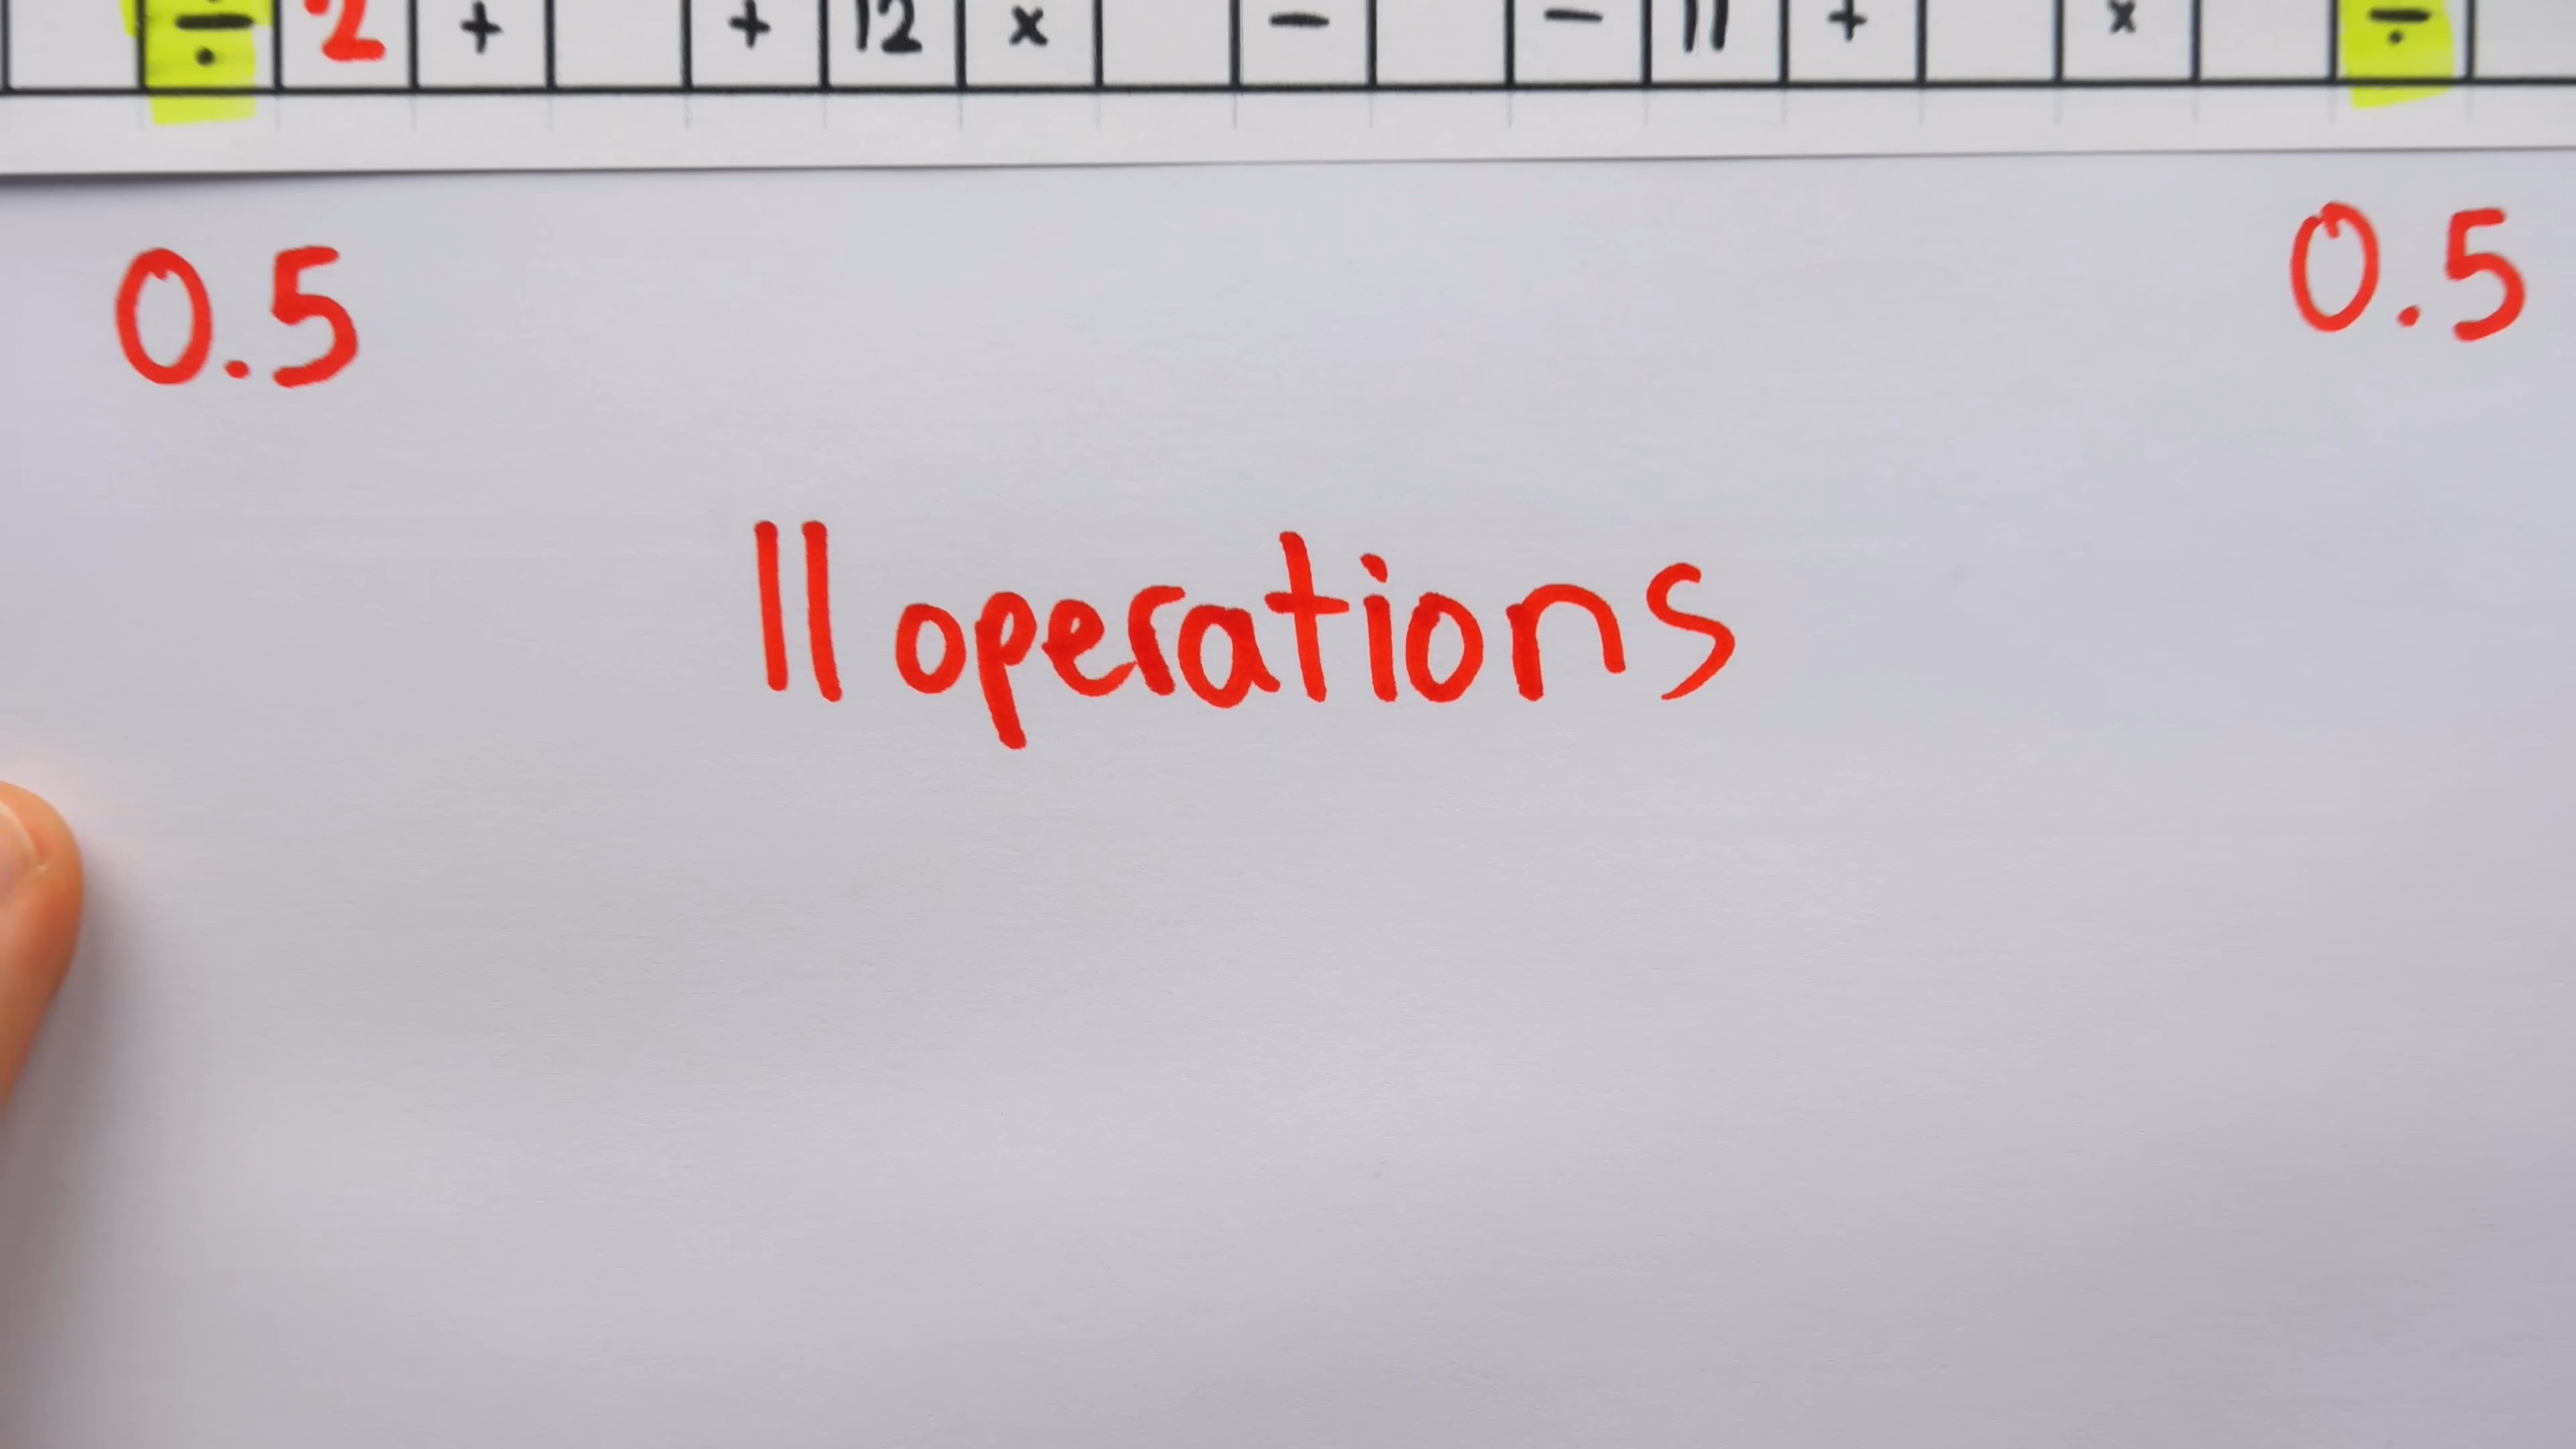 ÷ 2 + + 12 × − − 11 + × ÷
0.5 0.5
11 operations